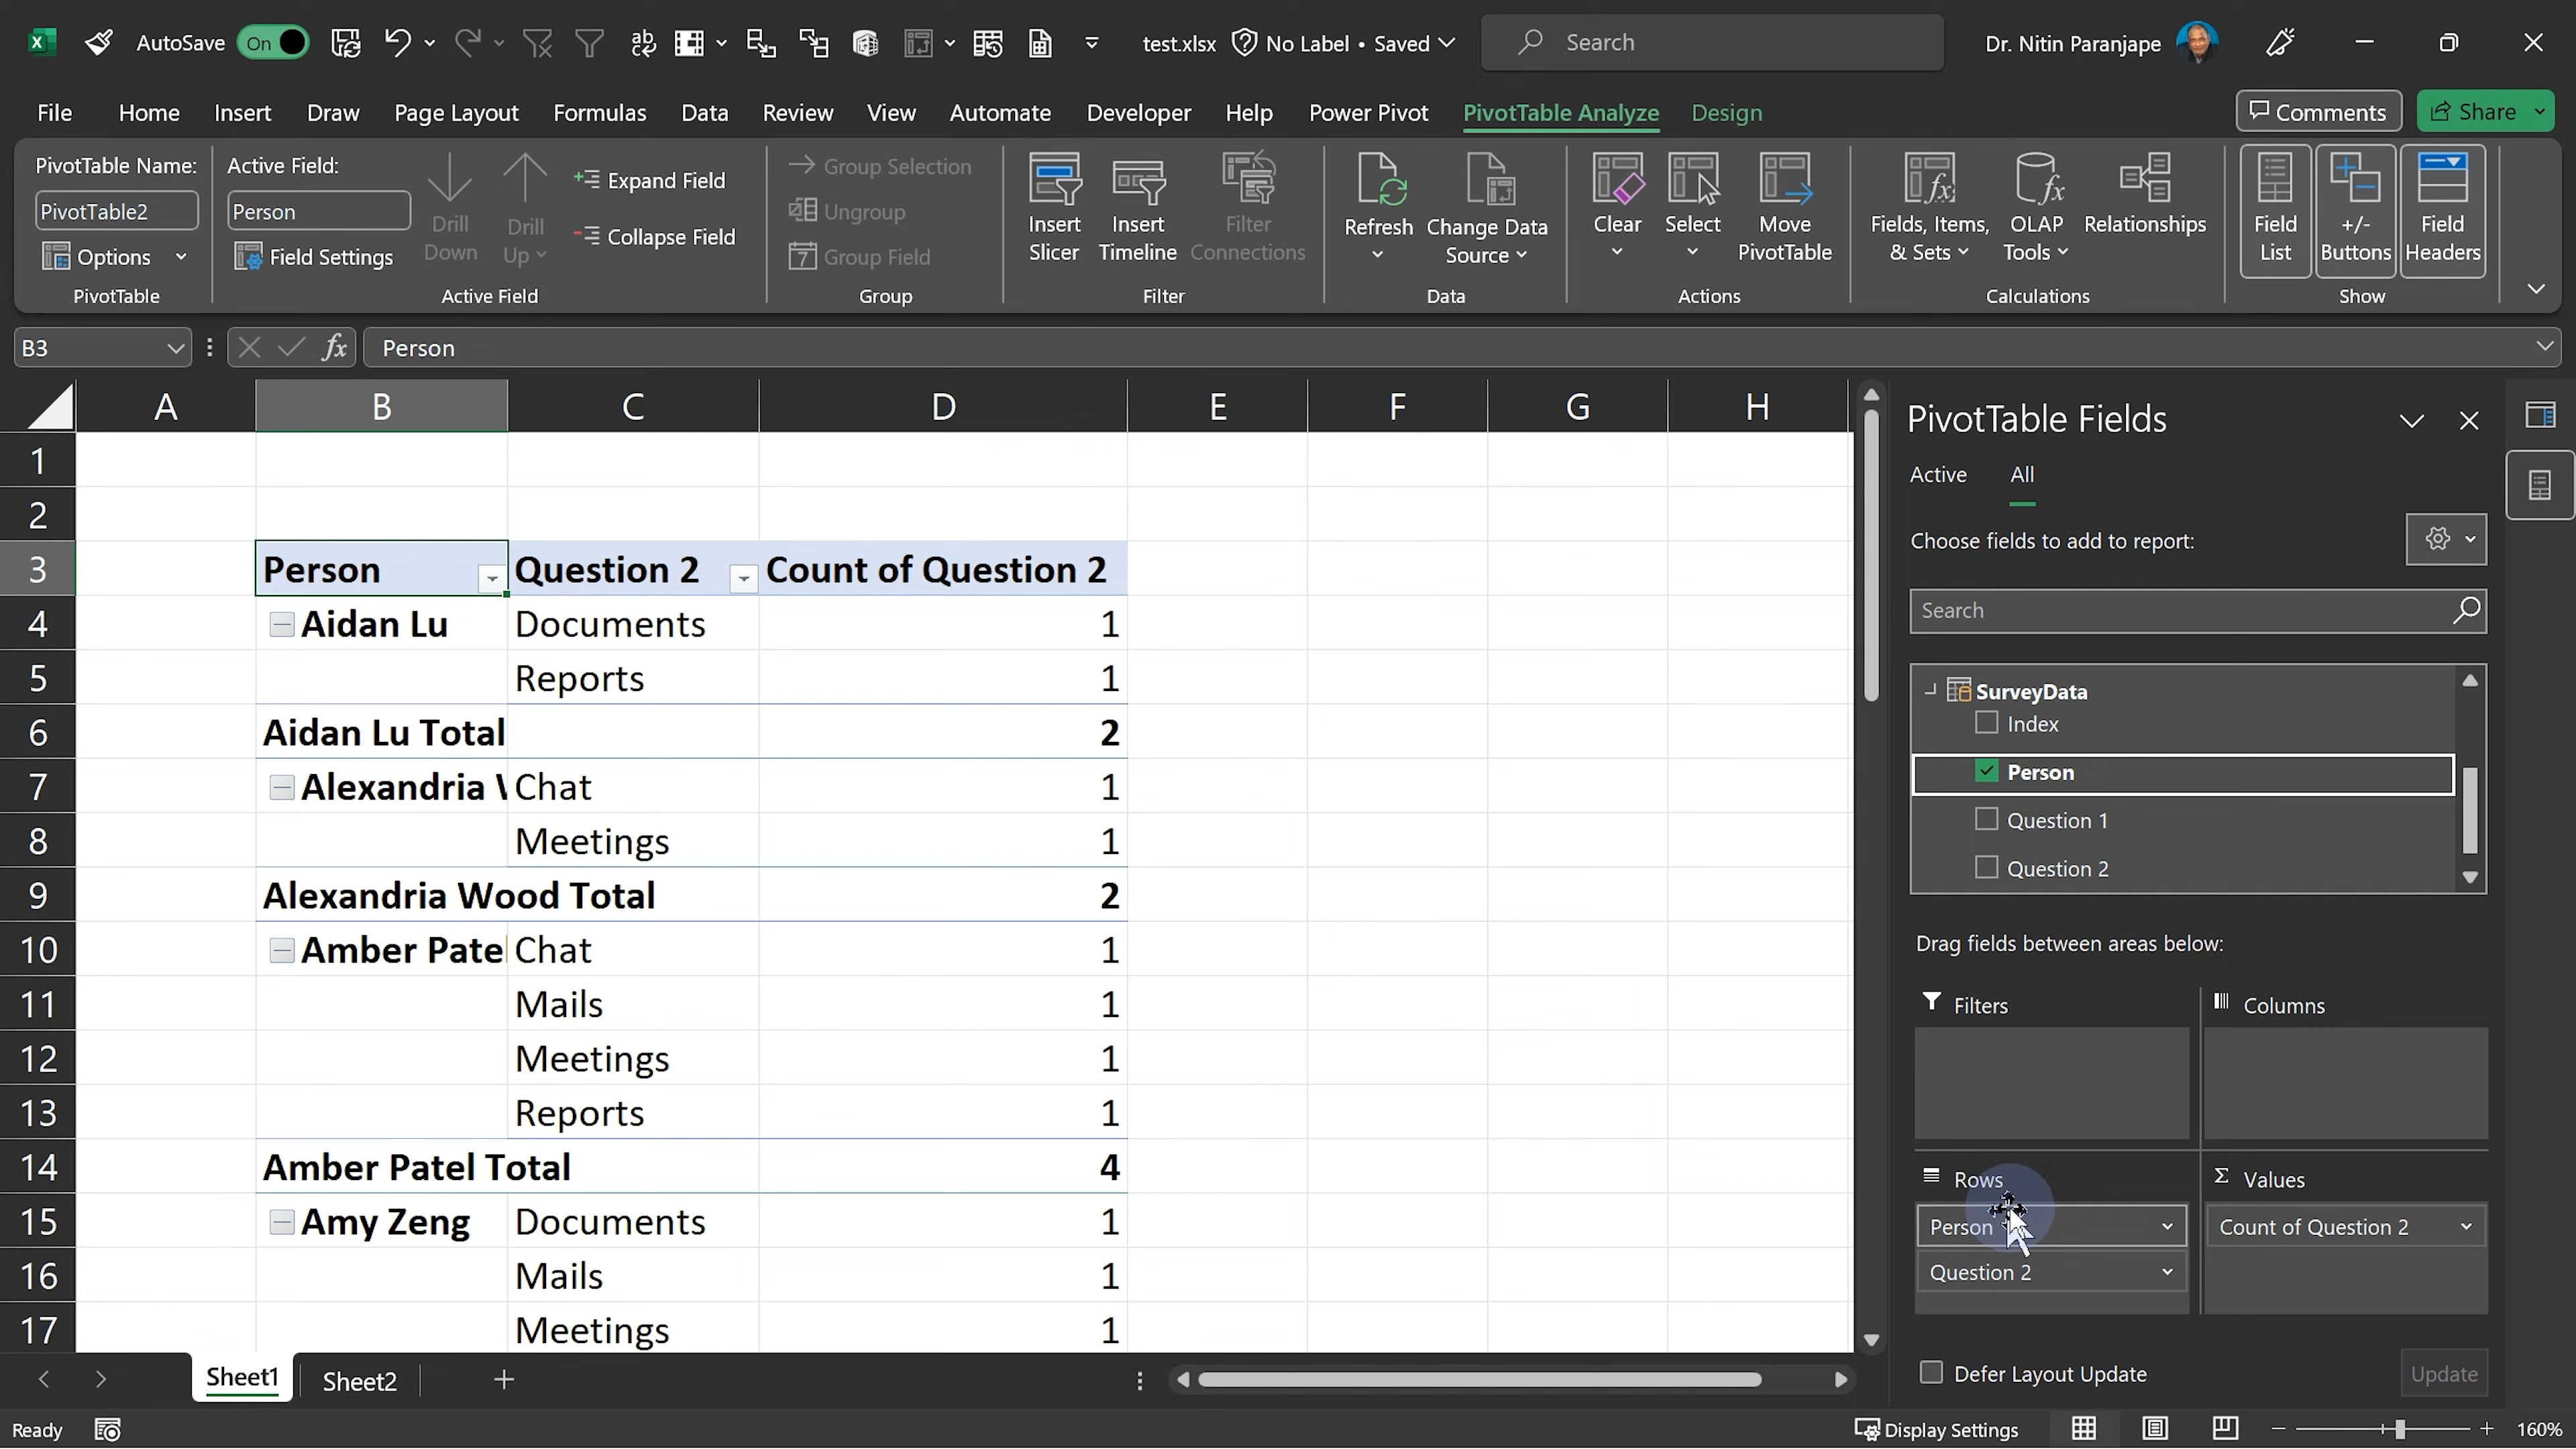 AutoSave On test.xlsx No Label • Saved Search Dr. Nitin Paranjape
File Home Insert Draw Page Layout Formulas Data Review View Automate Developer Help Power Pivot PivotTable Analyze Design Comments Share
PivotTable Name:
PivotTable2
Options
PivotTable
Active Field:
Person
Field Settings
Drill Down
Drill Up
Expand Field
Collapse Field
Active Field
Group Selection
Ungroup
Group Field
Group
Insert Slicer
Insert Timeline
Filter Connections
Filter
Refresh
Change Data Source
Data
Clear
Select
Move PivotTable
Actions
Fields, Items, & Sets
OLAP Tools
Relationships
Calculations
Field List
+/- Buttons
Field Headers
Show
B3 fx Person
A B C D E F G H
1
2
3 Person Question 2 Count of Question 2
4 Aidan Lu Documents 1
5 Reports 1
6 Aidan Lu Total 2
7 Alexandria Chat 1
8 Meetings 1
9 Alexandria Wood Total 2
10 Amber Patel Chat 1
11 Mails 1
12 Meetings 1
13 Reports 1
14 Amber Patel Total 4
15 Amy Zeng Documents 1
16 Mails 1
17 Meetings 1
PivotTable Fields
Active All
Choose fields to add to report:
Search
SurveyData
Index
Person
Question 1
Question 2
Drag fields between areas below:
Filters Columns
Rows Values
Person Count of Question 2
Question 2
Defer Layout Update Update
Sheet1 Sheet2
Ready Display Settings 160%